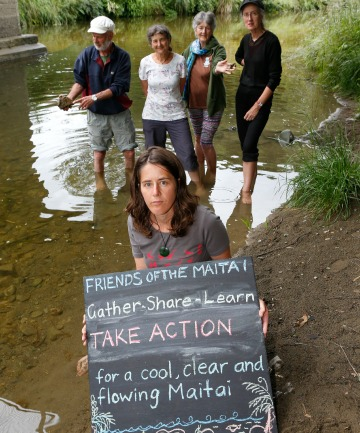 FRIENDS OF THE MAITAI
Gather-Share-Learn
TAKE ACTION
for a cool, clear and
flowing Maitai